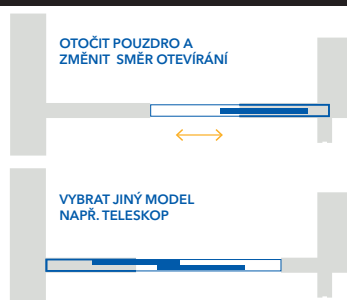 OTOČIT POUZDRO A
ZMĚNIT SMĚR OTEVÍRÁNÍ
VYBRAT JINÝ MODEL
NAPŘ. TELESKOP